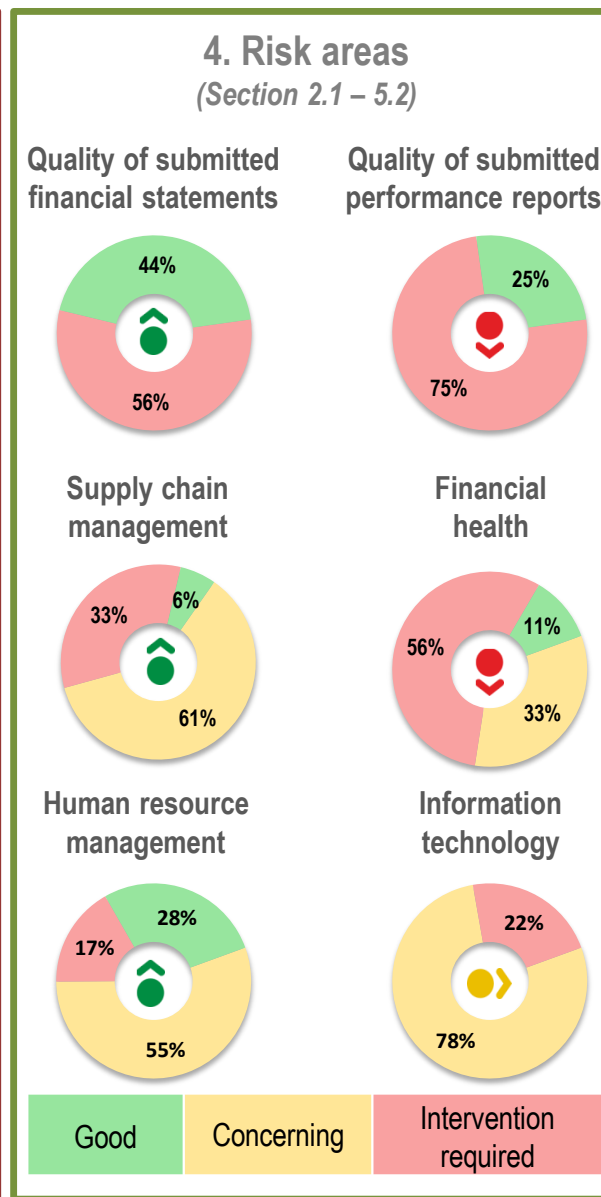 4. Risk areas
(Section 2.1 – 5.2)
Quality of submitted
financial statements
44%
56%
Quality of submitted
performance reports
25%
75%
Supply chain
management
33%
6%
61%
Financial
health
56%
11%
33%
Human resource
management
28%
17%
55%
Information
technology
22%
78%
Good
Concerning
Intervention
required